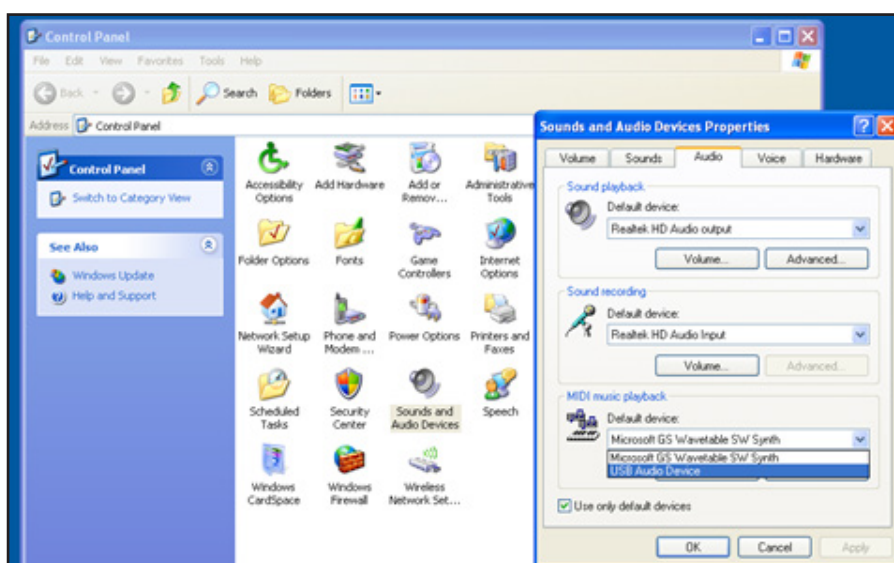 Control Panel
File Edit View Favorites Tools Help
Back Search Folders
Address Control Panel
Control Panel
Switch to Category View
See Also
Windows Update
Help and Support
Accessibility Options
Add Hardware
Add or Remov...
Administrative Tools
Folder Options
Fonts
Game Controllers
Internet Options
Network Setup Wizard
Phone and Modem ...
Power Options
Printers and Faxes
Scheduled Tasks
Security Center
Sounds and Audio Devices
Speech
Windows CardSpace
Windows Firewall
Wireless Network Set...
Sounds and Audio Devices Properties
Volume Sounds Audio Voice Hardware
Sound playback
Default device:
Realtek HD Audio output
Volume... Advanced...
Sound recording
Default device:
Realtek HD Audio Input
Volume... Advanced...
MIDI music playback
Default device:
Microsoft GS Wavetable SW Synth
Microsoft GS Wavetable SW Synth
USB Audio Device
Use only default devices
OK Cancel Apply